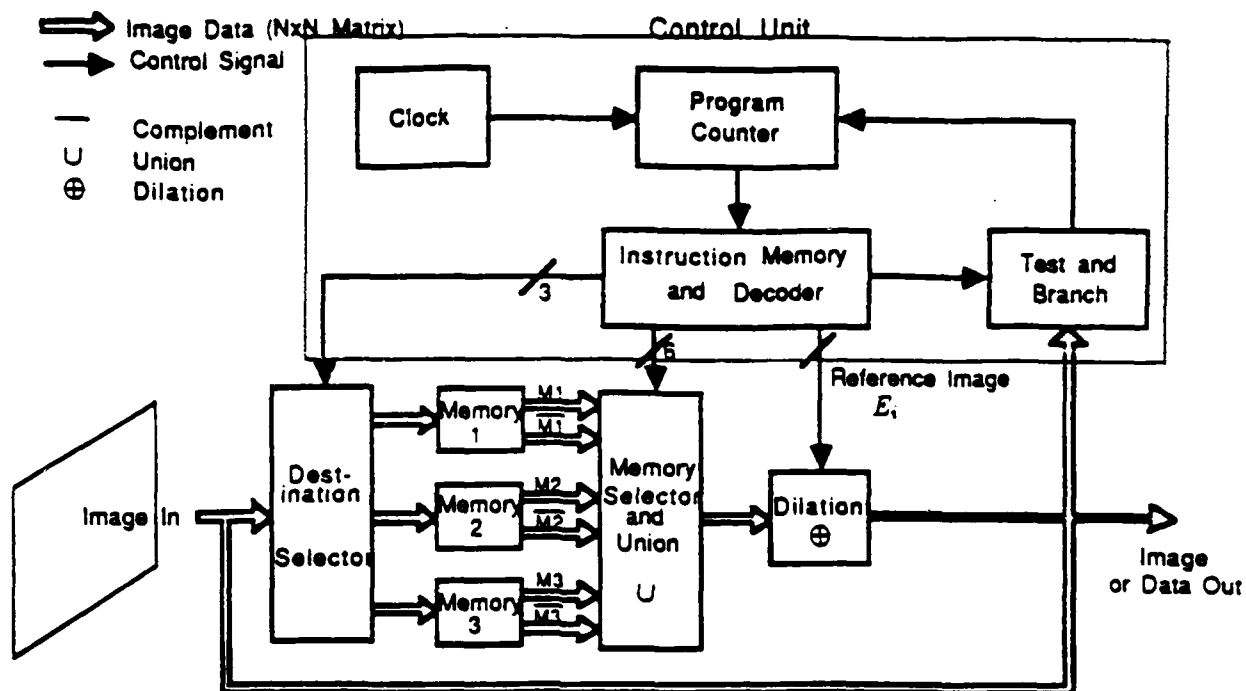 Image Data (NxN Matrix)
Control Signal
— Complement
∪ Union
⊕ Dilation
Control Unit
Clock
Program
Counter
Instruction Memory
and Decoder
Test and
Branch
3
6
Reference Image
E_i
Image In
Dest-
ination
Selector
Memory
1
M1
M̅1̅
Memory
2
M2
M̅2̅
Memory
3
M3
M̅3̅
Memory
Selector
and
Union
∪
Dilation
⊕
Image
or Data Out